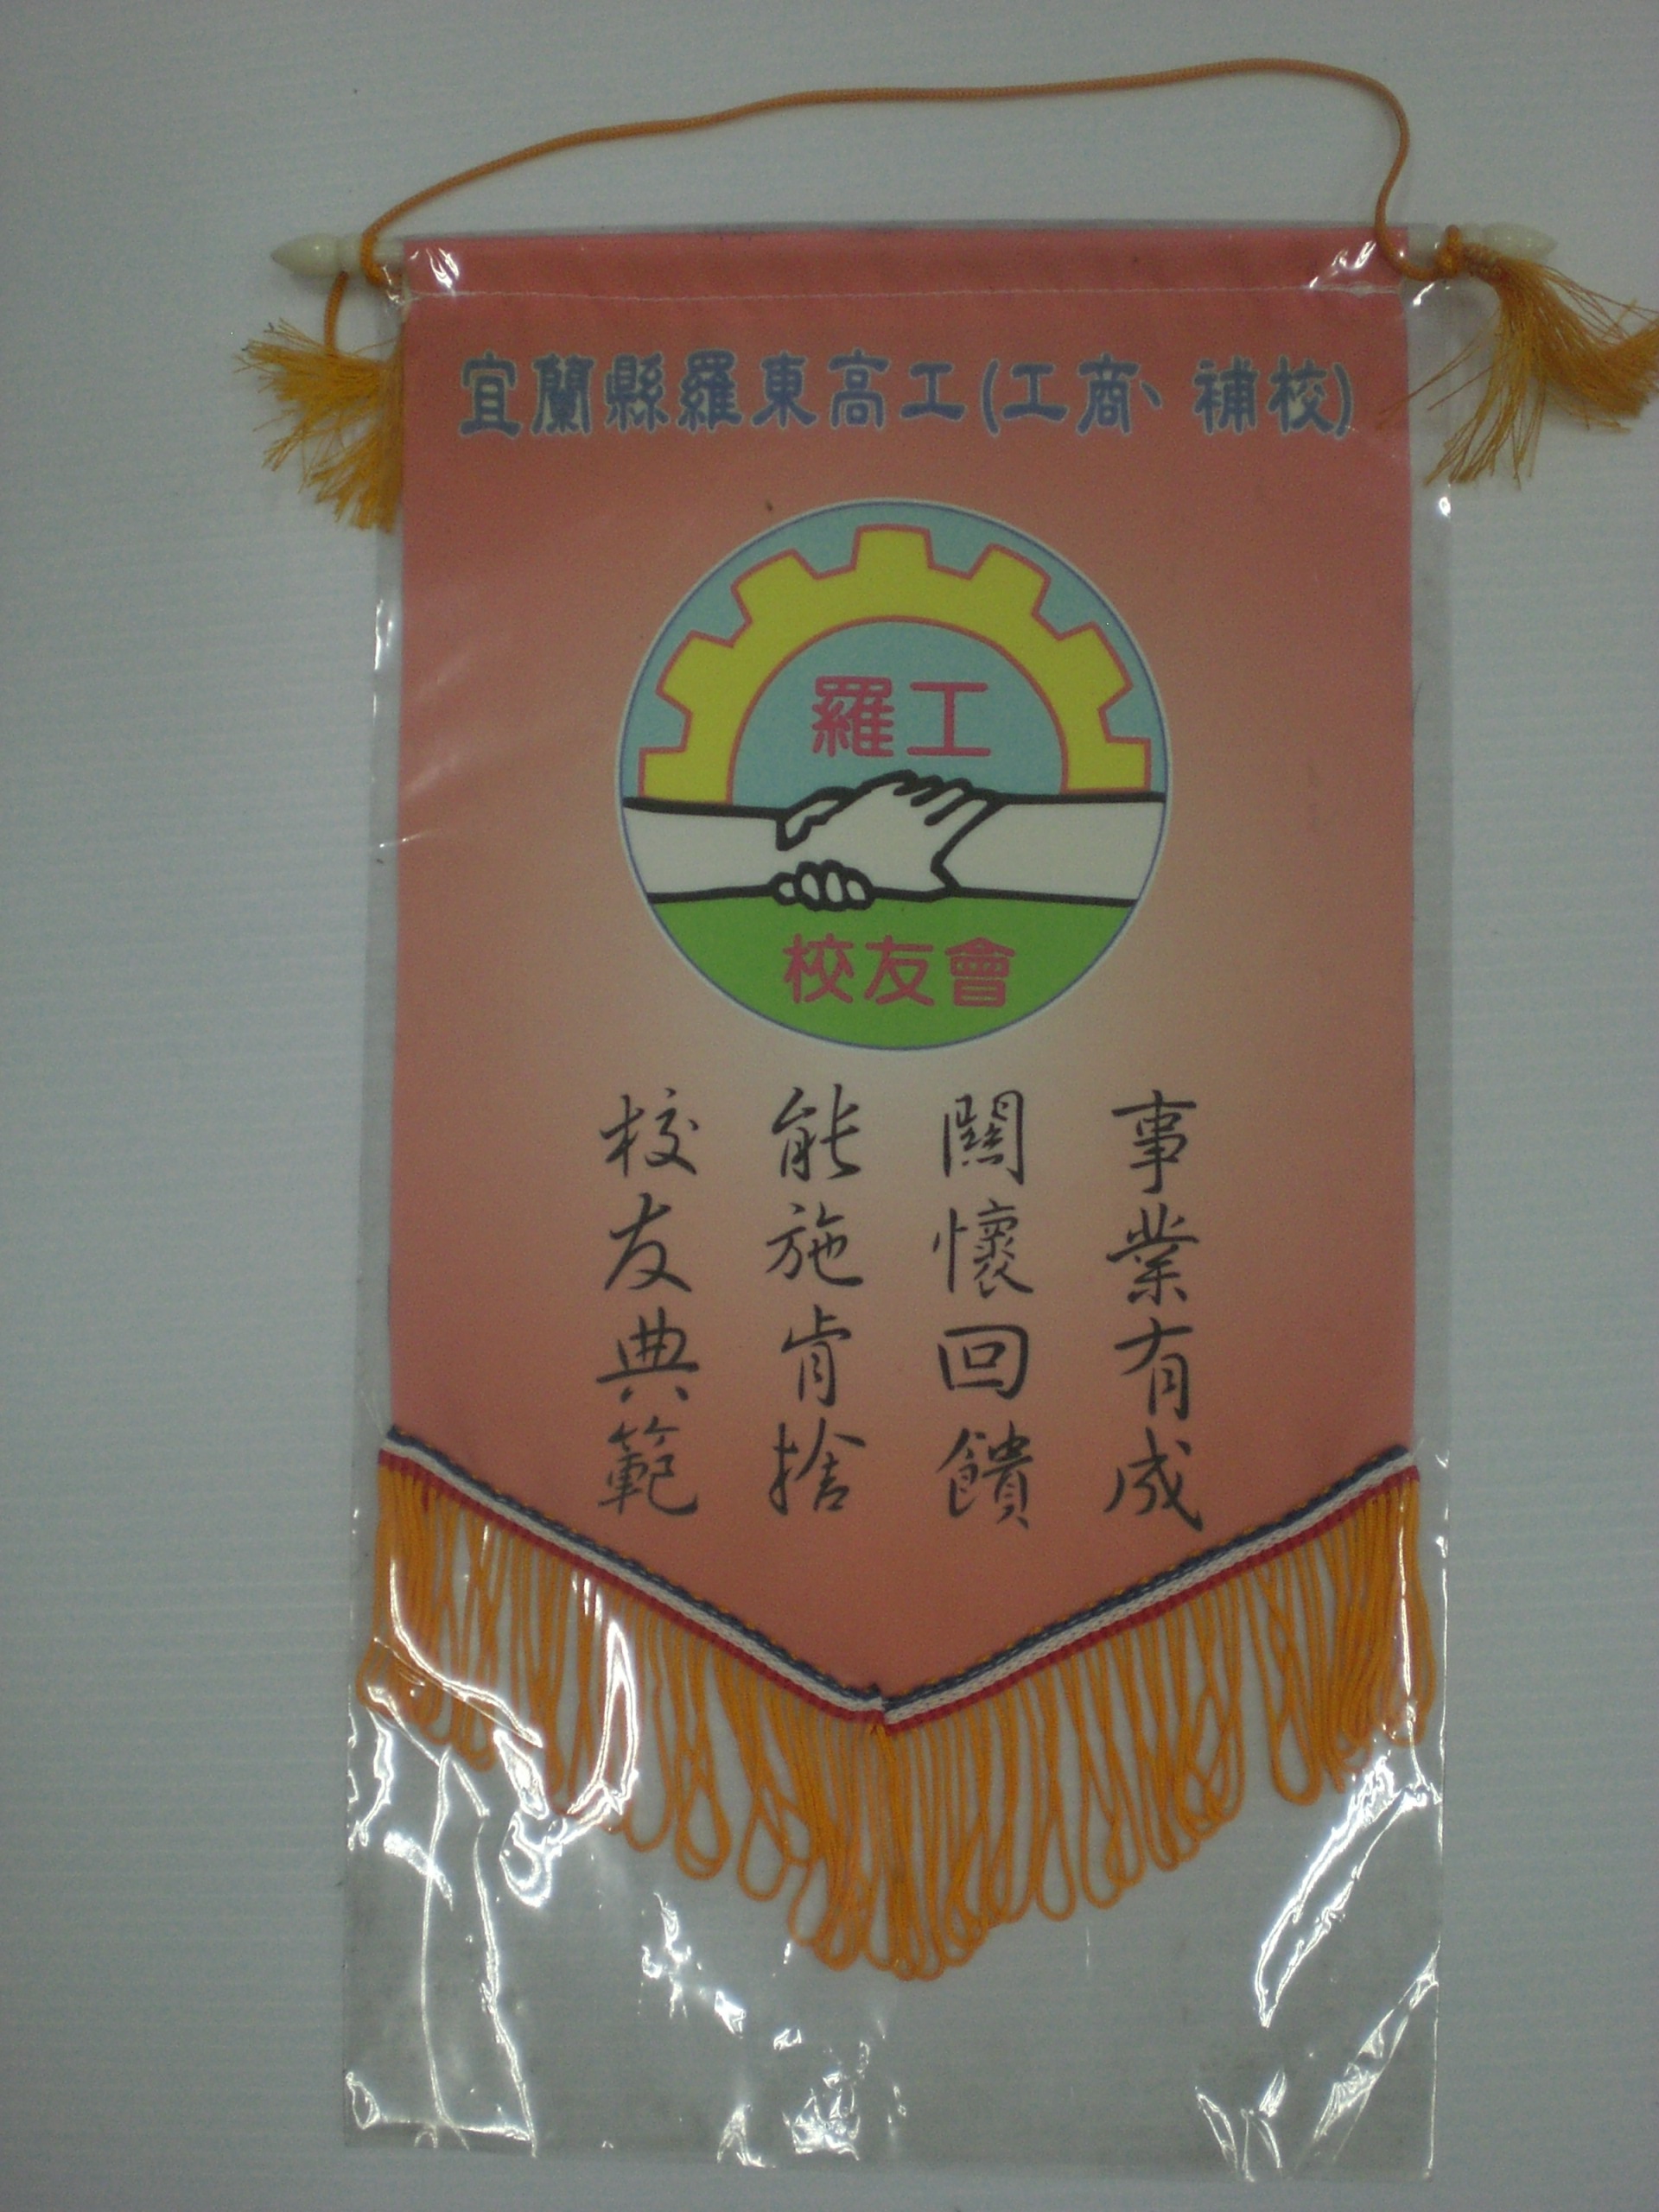 宜蘭縣羅東高工(工商、補校)
羅工
校友會
事業有成
關懷回饋
能施肯捨
校友典範